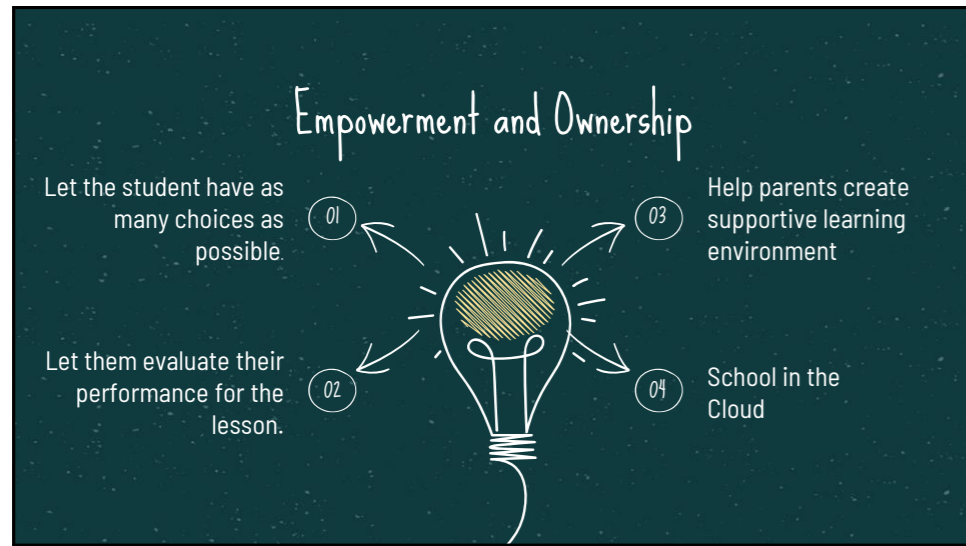 Empowerment and Ownership
Let the student have as
many choices as
possible.
01
Let them evaluate their
performance for the
lesson.
02
03
Help parents create
supportive learning
environment
04
School in the
Cloud